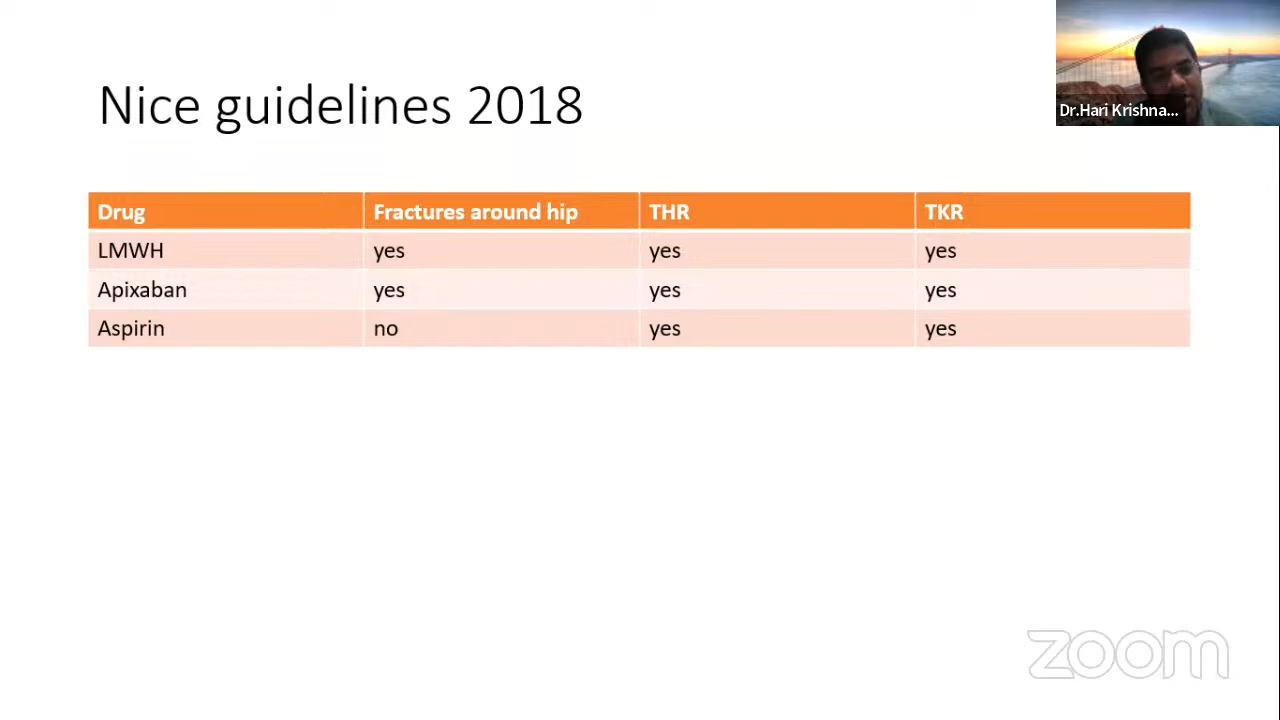 Nice guidelines 2018
Dr.Hari Krishna...
Drug Fractures around hip THR TKR
LMWH yes yes yes
Apixaban yes yes yes
Aspirin no yes yes
zoom